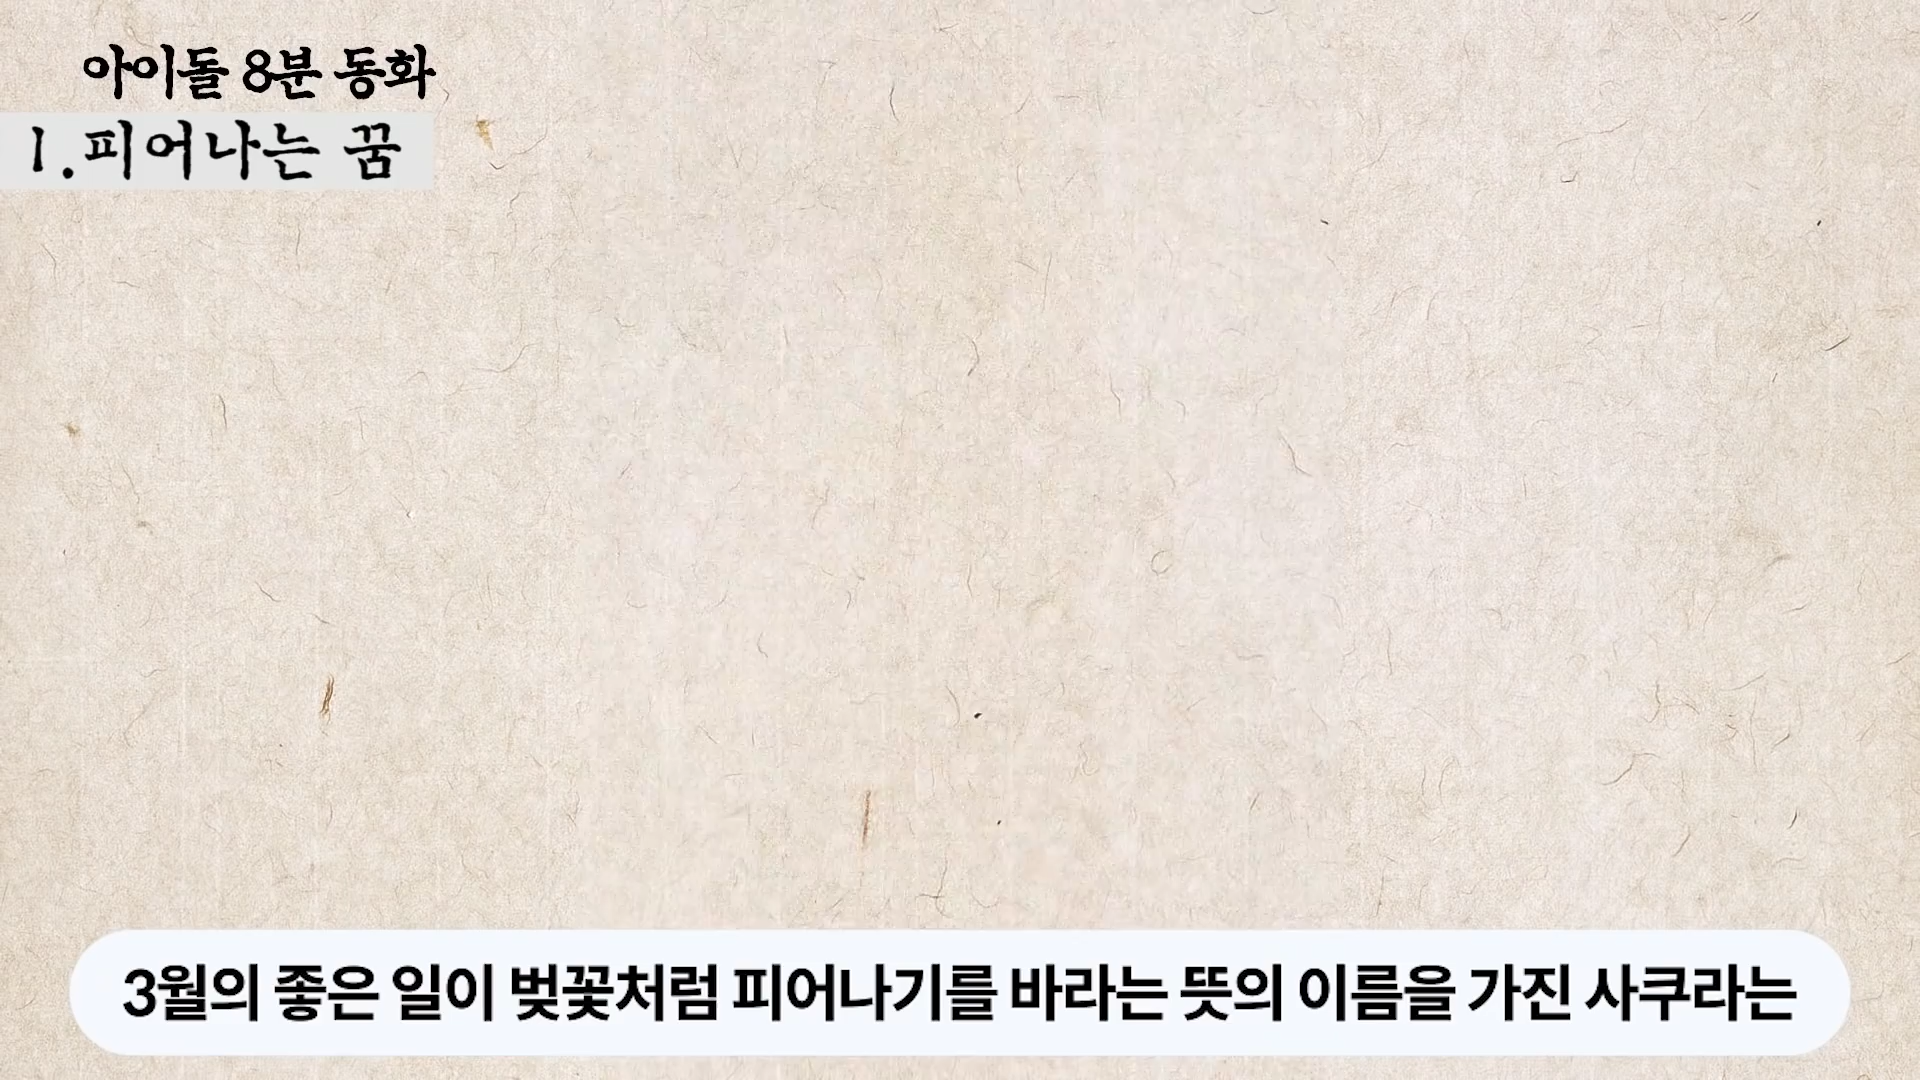 아이돌 8분 동화
1. 피어나는 꿈
3월의 좋은 일이 벚꽃처럼 피어나기를 바라는 뜻의 이름을 가진 사쿠라는